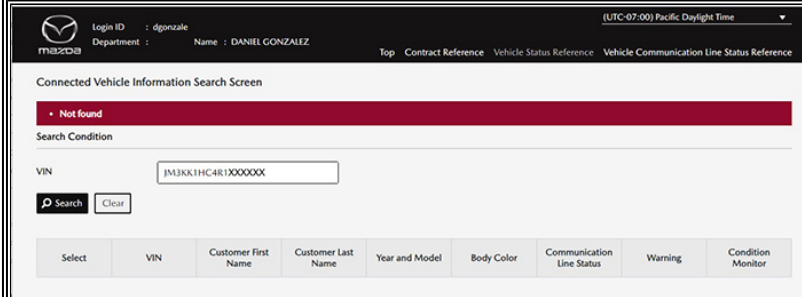 (UTC-07:00) Pacific Daylight Time
Login ID : dgonzale
Department : Name : DANIEL GONZALEZ
mazda
Top Contract Reference Vehicle Status Reference Vehicle Communication Line Status Reference
Connected Vehicle Information Search Screen
• Not found
Search Condition
VIN JM3KK1HC4R1XXXXXX
Search Clear
Select VIN Customer First Name Customer Last Name Year and Model Body Color Communication Line Status Warning Condition Monitor